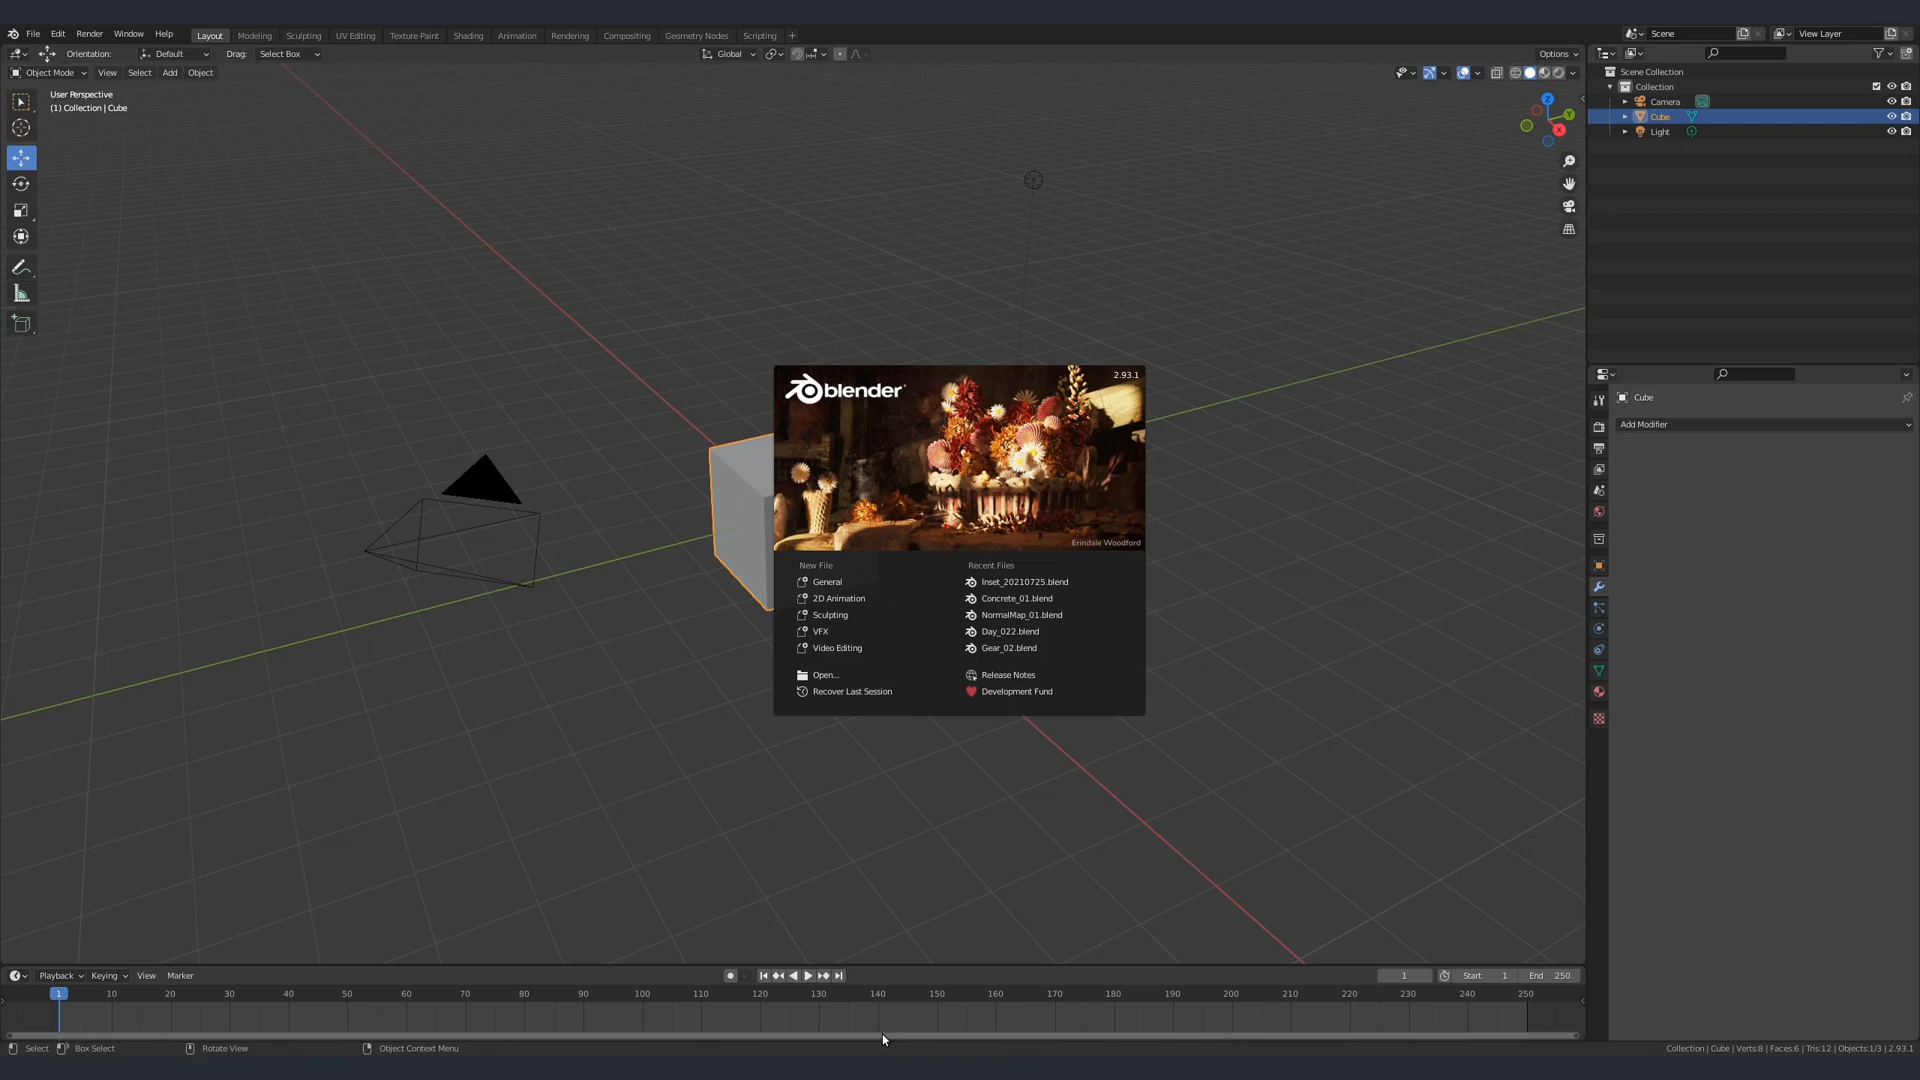 File Edit Render Window Help Layout Modeling Sculpting UV Editing Texture Paint Shading Animation Rendering Compositing Geometry Nodes Scripting + Scene View Layer
Orientation: Default Drag: Select Box Global Options
Object Mode View Select Add Object
User Perspective
(1) Collection | Cube
Z
Y
X
Scene Collection
Collection
Camera
Cube
Light
Cube
Add Modifier
blender
2.93.1
Erindale Woodford
New File
General
2D Animation
Sculpting
VFX
Video Editing
Open...
Recover Last Session
Recent Files
Inset_20210725.blend
Concrete_01.blend
NormalMap_01.blend
Day_022.blend
Gear_02.blend
Release Notes
Development Fund
Playback Keying View Marker 1 Start 1 End 250
1 10 20 30 40 50 60 70 80 90 100 110 120 130 140 150 160 170 180 190 200 210 220 230 240 250
Select Box Select Rotate View Object Context Menu Collection | Cube | Verts:8 | Faces:6 | Tris:12 | Objects:1/3 | 2.93.1